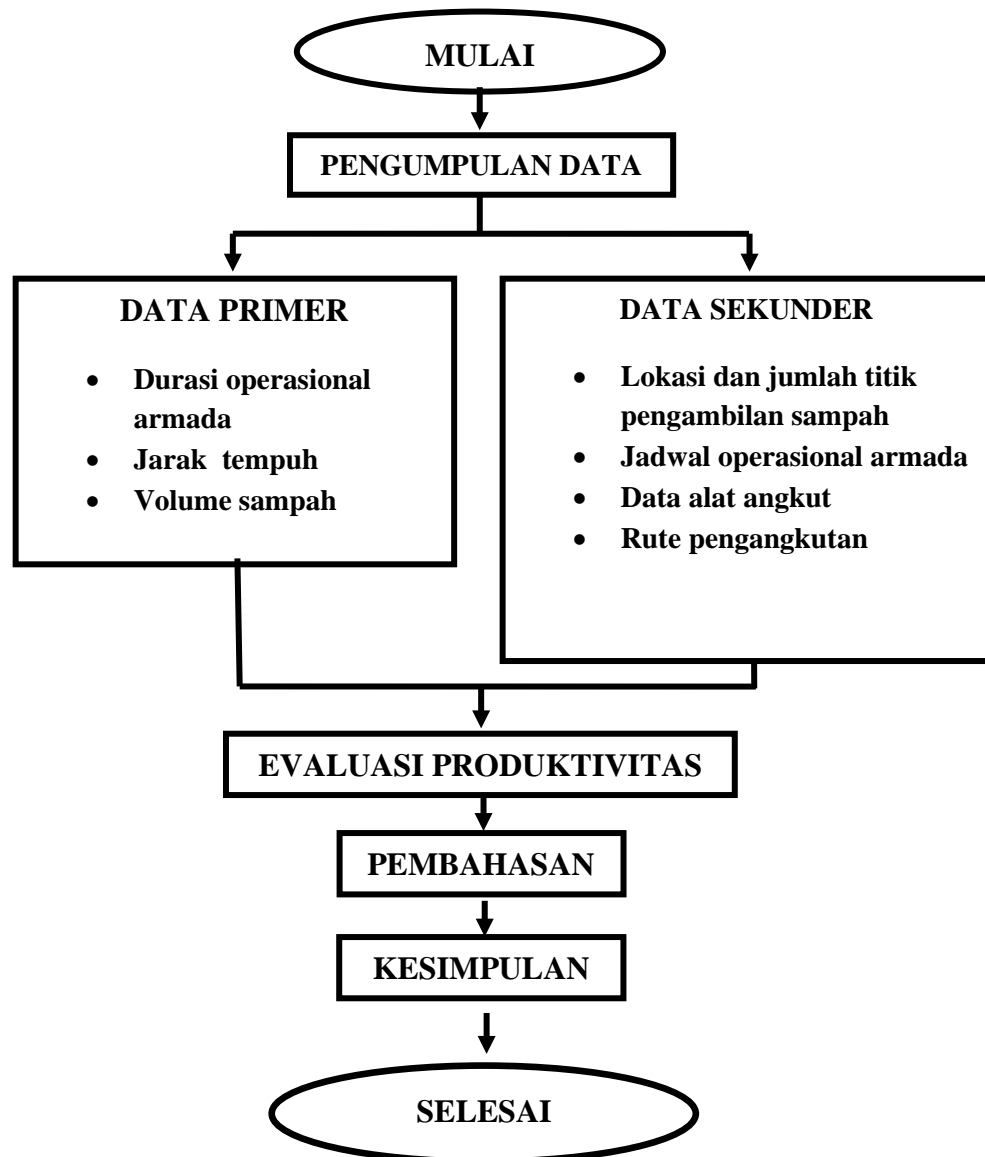 MULAI
PENGUMPULAN DATA
DATA PRIMER
• Durasi operasional
armada
• Jarak tempuh
• Volume sampah
DATA SEKUNDER
• Lokasi dan jumlah titik
pengambilan sampah
• Jadwal operasional armada
• Data alat angkut
• Rute pengangkutan
EVALUASI PRODUKTIVITAS
PEMBAHASAN
KESIMPULAN
SELESAI